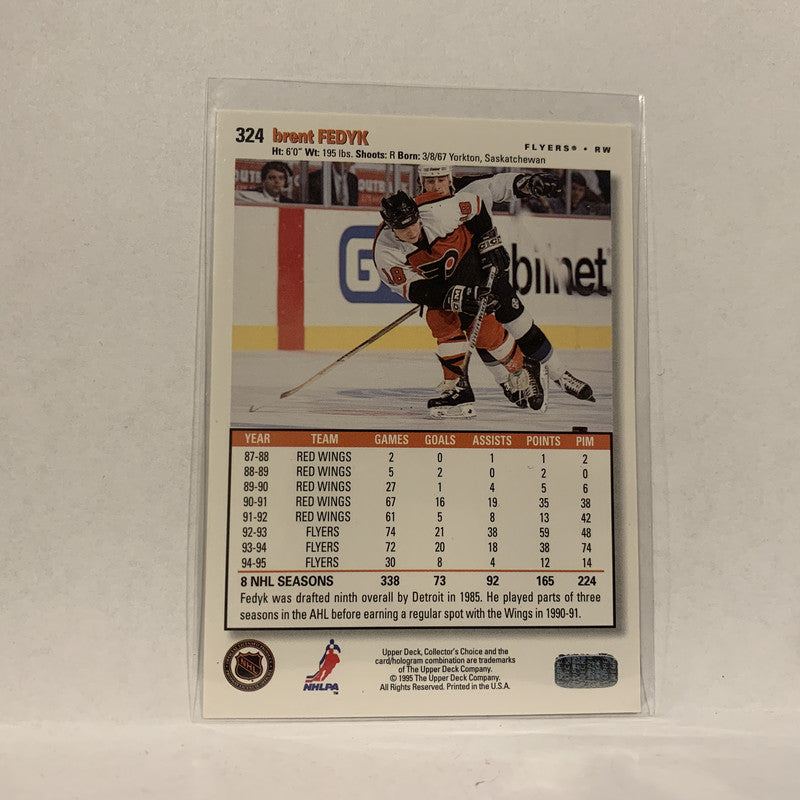 324 brent FEDYK
FLYERS® • RW
Ht: 6'0" Wt: 195 lbs. Shoots: R Born: 3/8/67 Yorkton, Saskatchewan
G
bilnet
18
18
YEAR TEAM GAMES GOALS ASSISTS POINTS PIM
87-88 RED WINGS 2 0 1 1 2
88-89 RED WINGS 5 2 0 2 0
89-90 RED WINGS 27 1 4 5 6
90-91 RED WINGS 67 16 19 35 38
91-92 RED WINGS 61 5 8 13 42
92-93 FLYERS 74 21 38 59 48
93-94 FLYERS 72 20 18 38 74
94-95 FLYERS 30 8 4 12 14
8 NHL SEASONS 338 73 92 165 224
Fedyk was drafted ninth overall by Detroit in 1985. He played parts of three
seasons in the AHL before earning a regular spot with the Wings in 1990-91.
NHL
NHLPA
Upper Deck, Collector's Choice and the
card/hologram combination are trademarks
of The Upper Deck Company.
© 1995 The Upper Deck Company.
All Rights Reserved. Printed in the U.S.A.